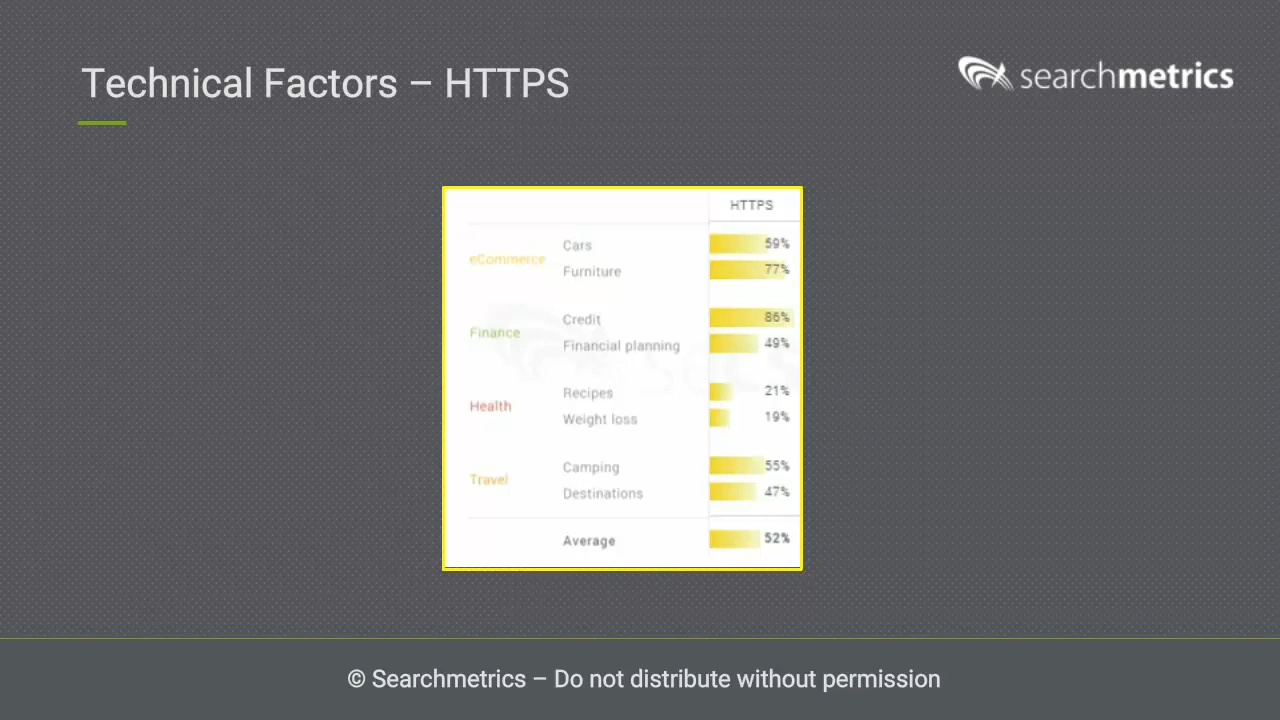 Technical Factors – HTTPS
searchmetrics
HTTPS
eCommerce
Cars 59%
Furniture 77%
Finance
Credit 86%
Financial planning 49%
Health
Recipes 21%
Weight loss 19%
Travel
Camping 55%
Destinations 47%
Average 52%
© Searchmetrics – Do not distribute without permission